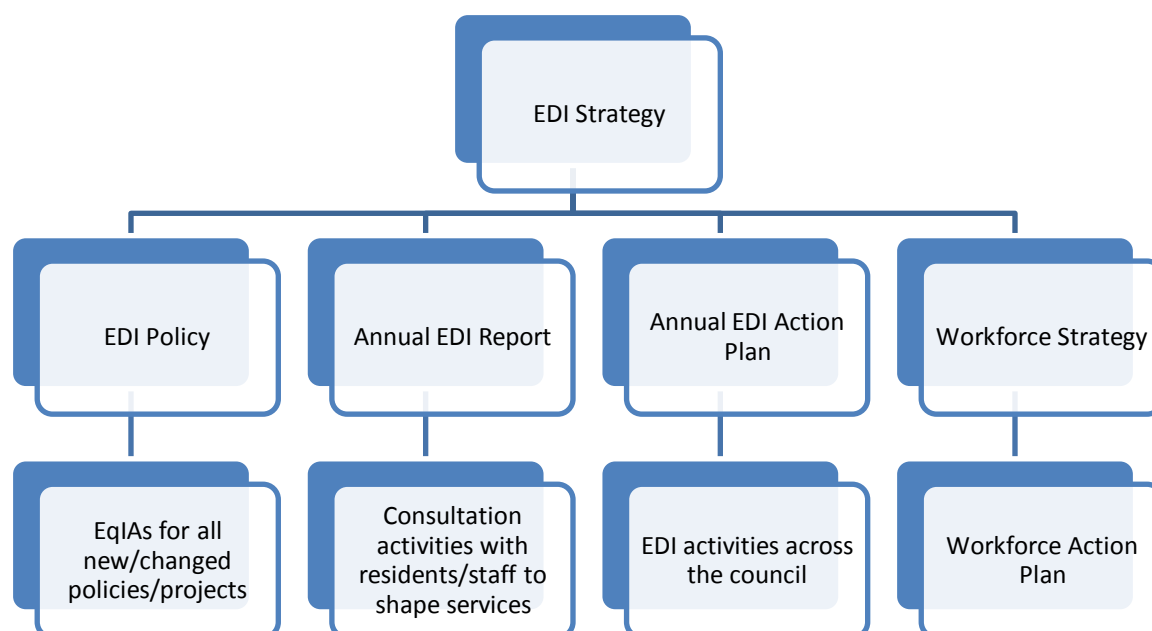 EDI Strategy
EDI Policy
Annual EDI Report
Annual EDI Action
Plan
Workforce Strategy
EqIAs for all
new/changed
policies/projects
Consultation
activities with
residents/staff to
shape services
EDI activities across
the council
Workforce Action
Plan